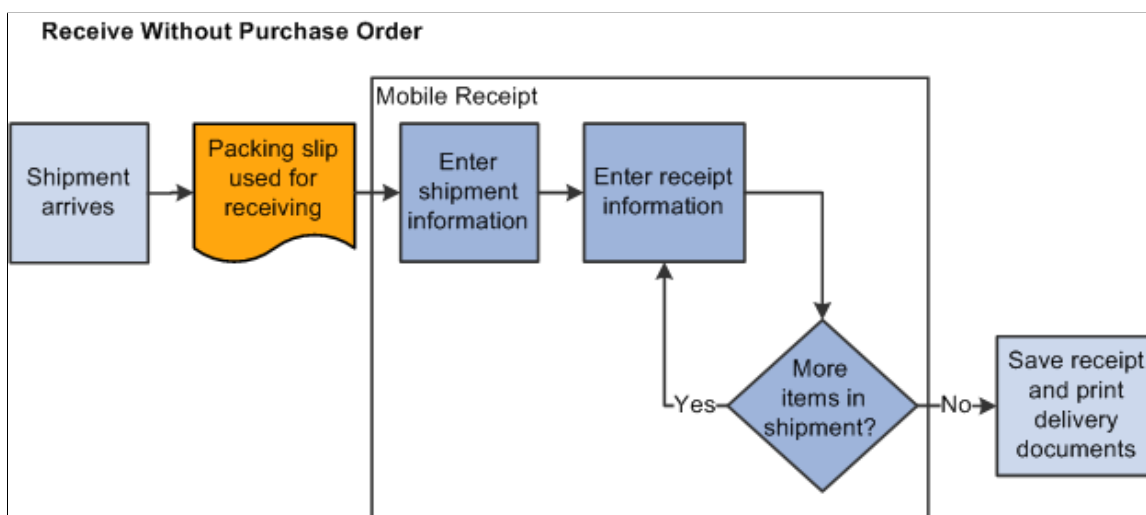 Receive Without Purchase Order
Mobile Receipt
Shipment
arrives
Packing slip
used for
receiving
Enter
shipment
information
Enter receipt
information
More
items in
shipment?
Yes
No
Save receipt
and print
delivery
documents